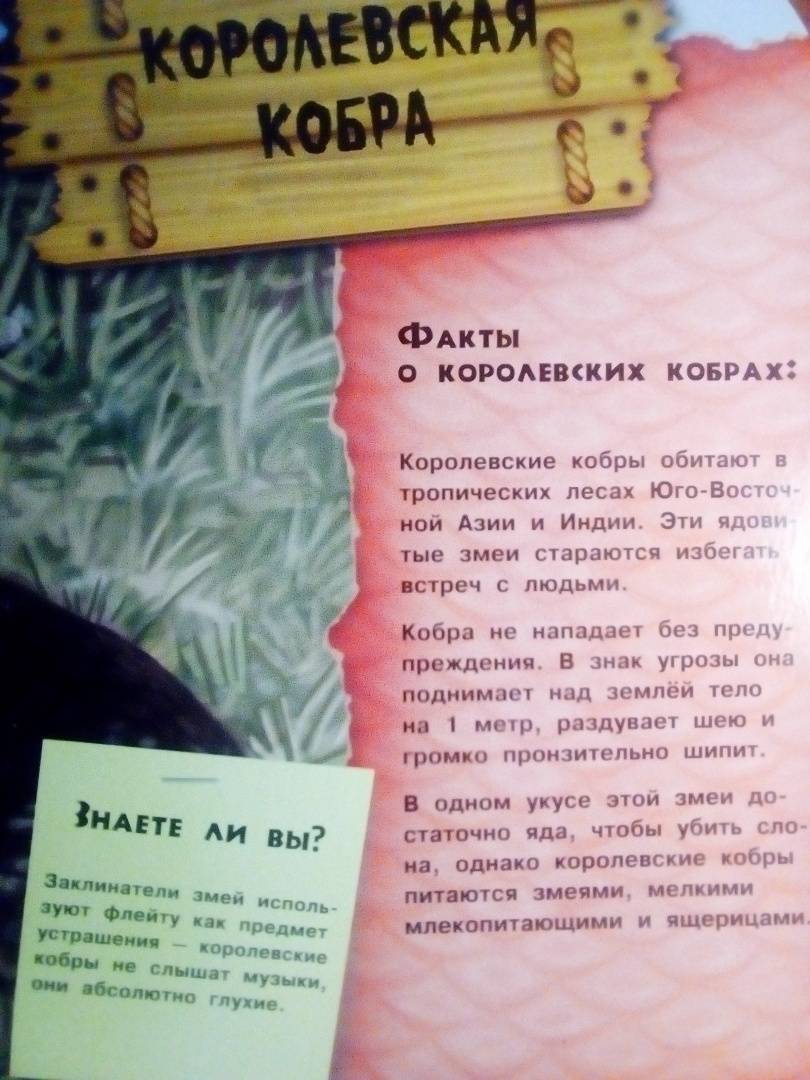 КОРОЛЕВСКАЯ
КОБРА
Факты
о королевских кобрах:
Королевские кобры обитают в
тропических лесах Юго-Восточ-
ной Азии и Индии. Эти ядови-
тые змеи стараются избегать
встреч с людьми.
Кобра не нападает без преду-
преждения. В знак угрозы она
поднимает над землёй тело
на 1 метр, раздувает шею и
громко пронзительно шипит.
В одном укусе этой змеи до-
статочно яда, чтобы убить сло-
на, однако королевские кобры
питаются змеями, мелкими
млекопитающими и ящерицами.
Знаете ли вы?
Заклинатели змей исполь-
зуют флейту как предмет
устрашения – королевские
кобры не слышат музыки,
они абсолютно глухие.